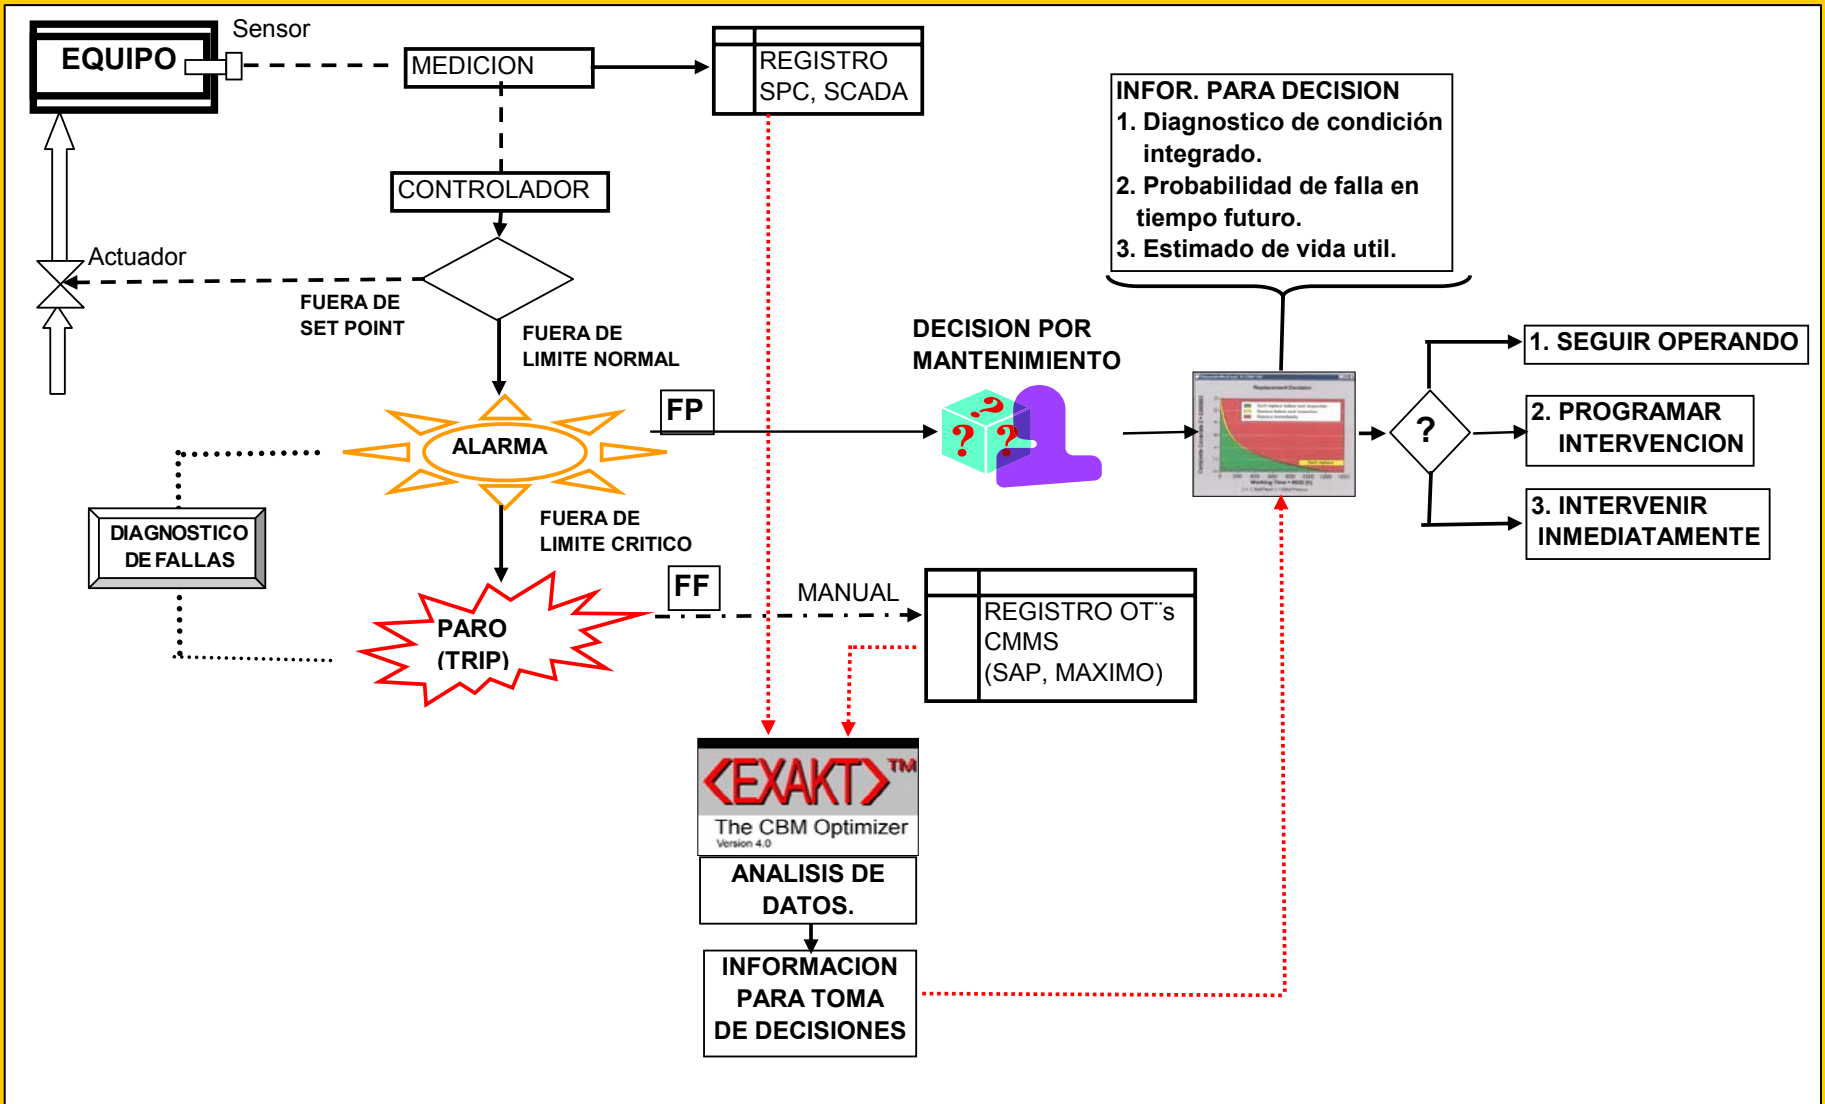 Sensor
EQUIPO
MEDICION
REGISTRO
SPC, SCADA
INFOR. PARA DECISION
1. Diagnostico de condición
integrado.
2. Probabilidad de falla en
tiempo futuro.
3. Estimado de vida util.
CONTROLADOR
Actuador
FUERA DE
SET POINT
FUERA DE
LIMITE NORMAL
DECISION POR
MANTENIMIENTO
1. SEGUIR OPERANDO
FP
ALARMA
? ? ?
Replacement Decision
?
2. PROGRAMAR
INTERVENCION
FUERA DE
LIMITE CRITICO
3. INTERVENIR
INMEDIATAMENTE
DIAGNOSTICO
DE FALLAS
FF
MANUAL
PARO
(TRIP)
REGISTRO OT¨s
CMMS
(SAP, MAXIMO)
<EXAKT>™
The CBM Optimizer
Version 4.0
ANALISIS DE
DATOS.
INFORMACION
PARA TOMA
DE DECISIONES